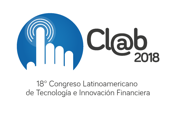 Cl@b
2018
18° Congreso Latinoamericano
de Tecnología e Innovación Financiera